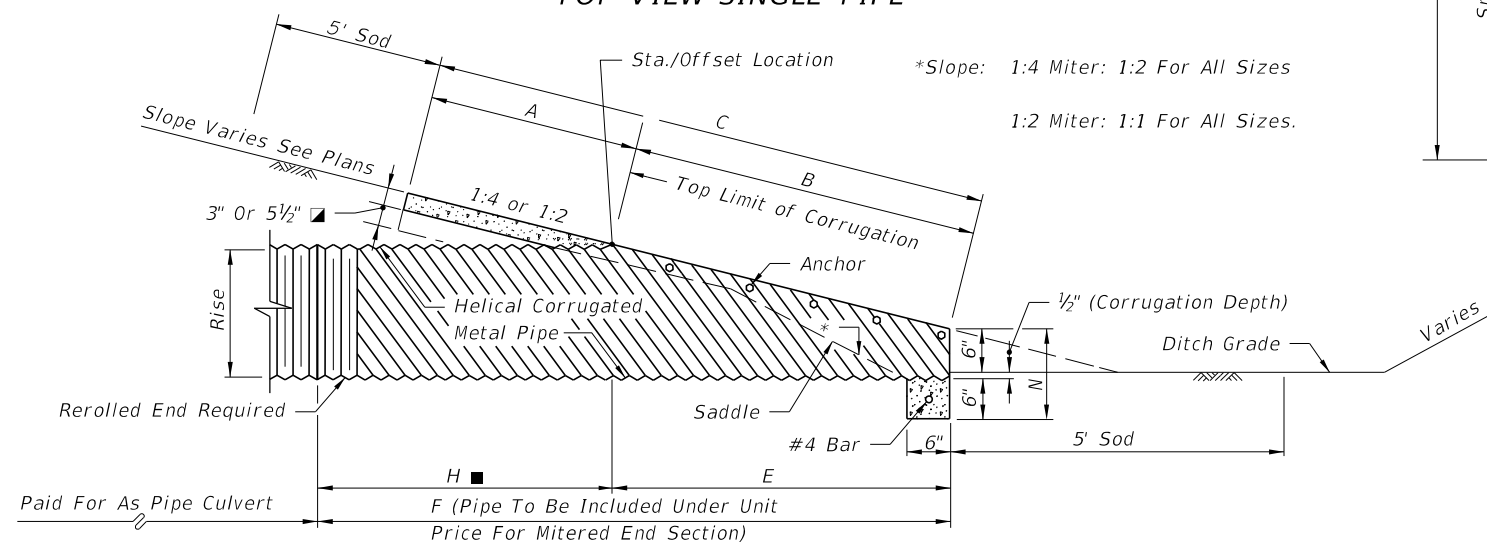 TOP VIEW-SINGLE PIPE
5' Sod
Sta./Offset Location
*Slope: 1:4 Miter: 1:2 For All Sizes
1:2 Miter: 1:1 For All Sizes.
A
C
B
Slope Varies See Plans
Top Limit of Corrugation
1:4 or 1:2
3" Or 5½"
Anchor
Rise
Helical Corrugated
Metal Pipe
*
½" (Corrugation Depth)
Varies
Ditch Grade
6"
N
6"
Rerolled End Required
Saddle
#4 Bar
6"
5' Sod
H ■
E
Paid For As Pipe Culvert
F (Pipe To Be Included Under Unit
Price For Mitered End Section)